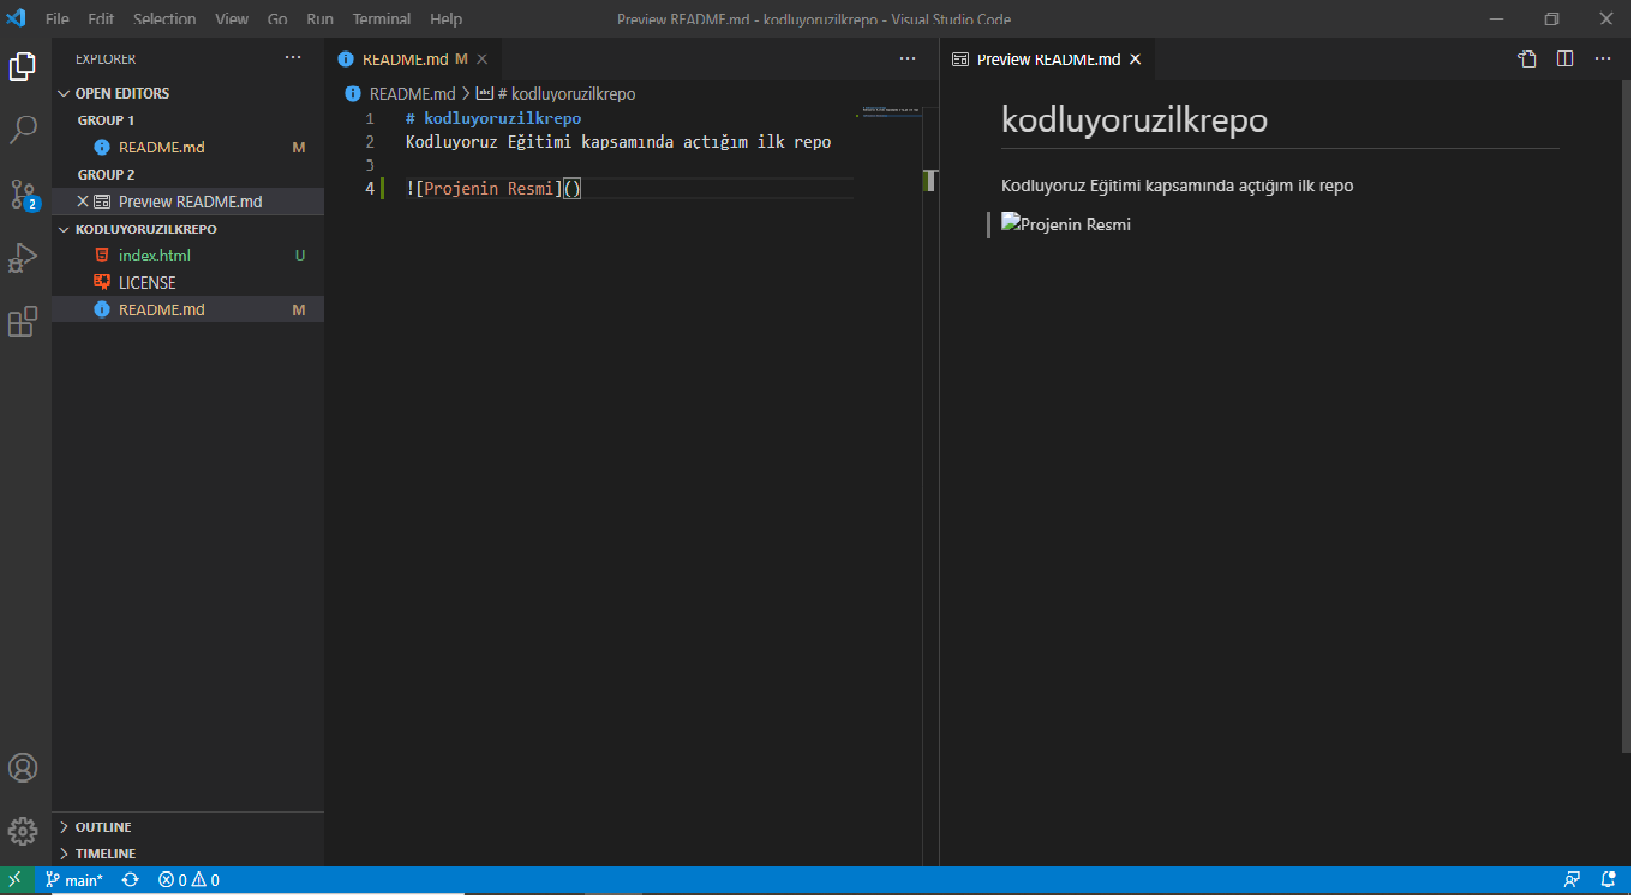 File Edit Selection View Go Run Terminal Help
Preview README.md - kodluyoruzilkrepo - Visual Studio Code
EXPLORER
OPEN EDITORS
GROUP 1
README.md M
GROUP 2
Preview README.md
KODLUYORUZILKREPO
index.html U
LICENSE
README.md M
OUTLINE
TIMELINE
README.md M
README.md > # kodluyoruzilkrepo
1 # kodluyoruzilkrepo
2 Kodluyoruz Eğitimi kapsamında açtığım ilk repo
3
4 ![Projenin Resmi]()
Preview README.md
kodluyoruzilkrepo
Kodluyoruz Eğitimi kapsamında açtığım ilk repo
Projenin Resmi
2
main* 0 0